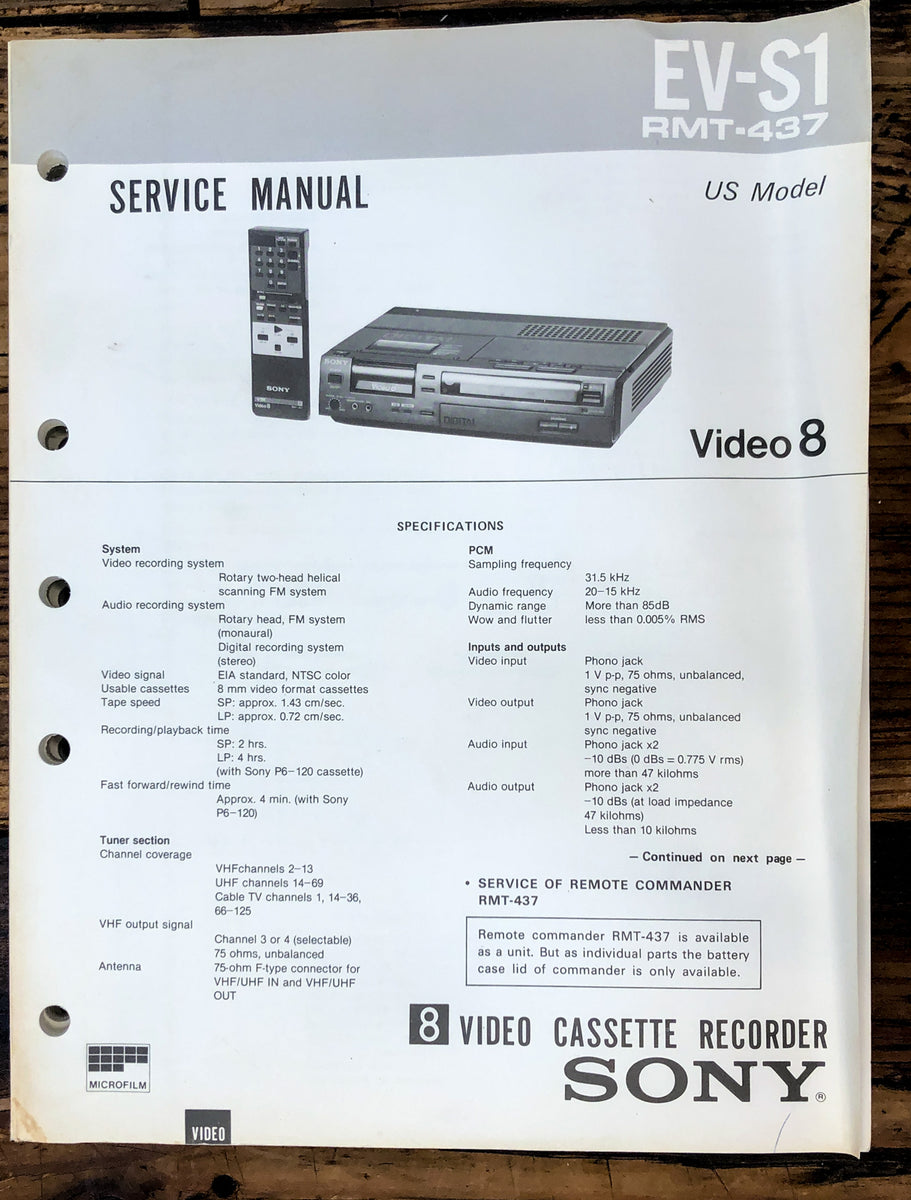 EV-S1
RMT-437
SERVICE MANUAL
US Model
SONY
Video 8
SONY
DIGITAL
Video 8
SPECIFICATIONS
System
Video recording system
Rotary two-head helical
scanning FM system
Audio recording system
Rotary head, FM system
(monaural)
Digital recording system
(stereo)
Video signal EIA standard, NTSC color
Usable cassettes 8 mm video format cassettes
Tape speed SP: approx. 1.43 cm/sec.
LP: approx. 0.72 cm/sec.
Recording/playback time
SP: 2 hrs.
LP: 4 hrs.
(with Sony P6-120 cassette)
Fast forward/rewind time
Approx. 4 min. (with Sony
P6-120)
Tuner section
Channel coverage
VHFchannels 2-13
UHF channels 14-69
Cable TV channels 1, 14-36,
66-125
VHF output signal
Channel 3 or 4 (selectable)
75 ohms, unbalanced
Antenna 75-ohm F-type connector for
VHF/UHF IN and VHF/UHF
OUT
PCM
Sampling frequency
31.5 kHz
Audio frequency 20-15 kHz
Dynamic range More than 85dB
Wow and flutter less than 0.005% RMS
Inputs and outputs
Video input Phono jack
1 V p-p, 75 ohms, unbalanced,
sync negative
Video output Phono jack
1 V p-p, 75 ohms, unbalanced
sync negative
Audio input Phono jack x2
-10 dBs (0 dBs = 0.775 V rms)
more than 47 kilohms
Audio output Phono jack x2
-10 dBs (at load impedance
47 kilohms)
Less than 10 kilohms
— Continued on next page —
• SERVICE OF REMOTE COMMANDER
RMT-437
Remote commander RMT-437 is available
as a unit. But as individual parts the battery
case lid of commander is only available.
8 VIDEO CASSETTE RECORDER
SONY®
MICROFILM
VIDEO